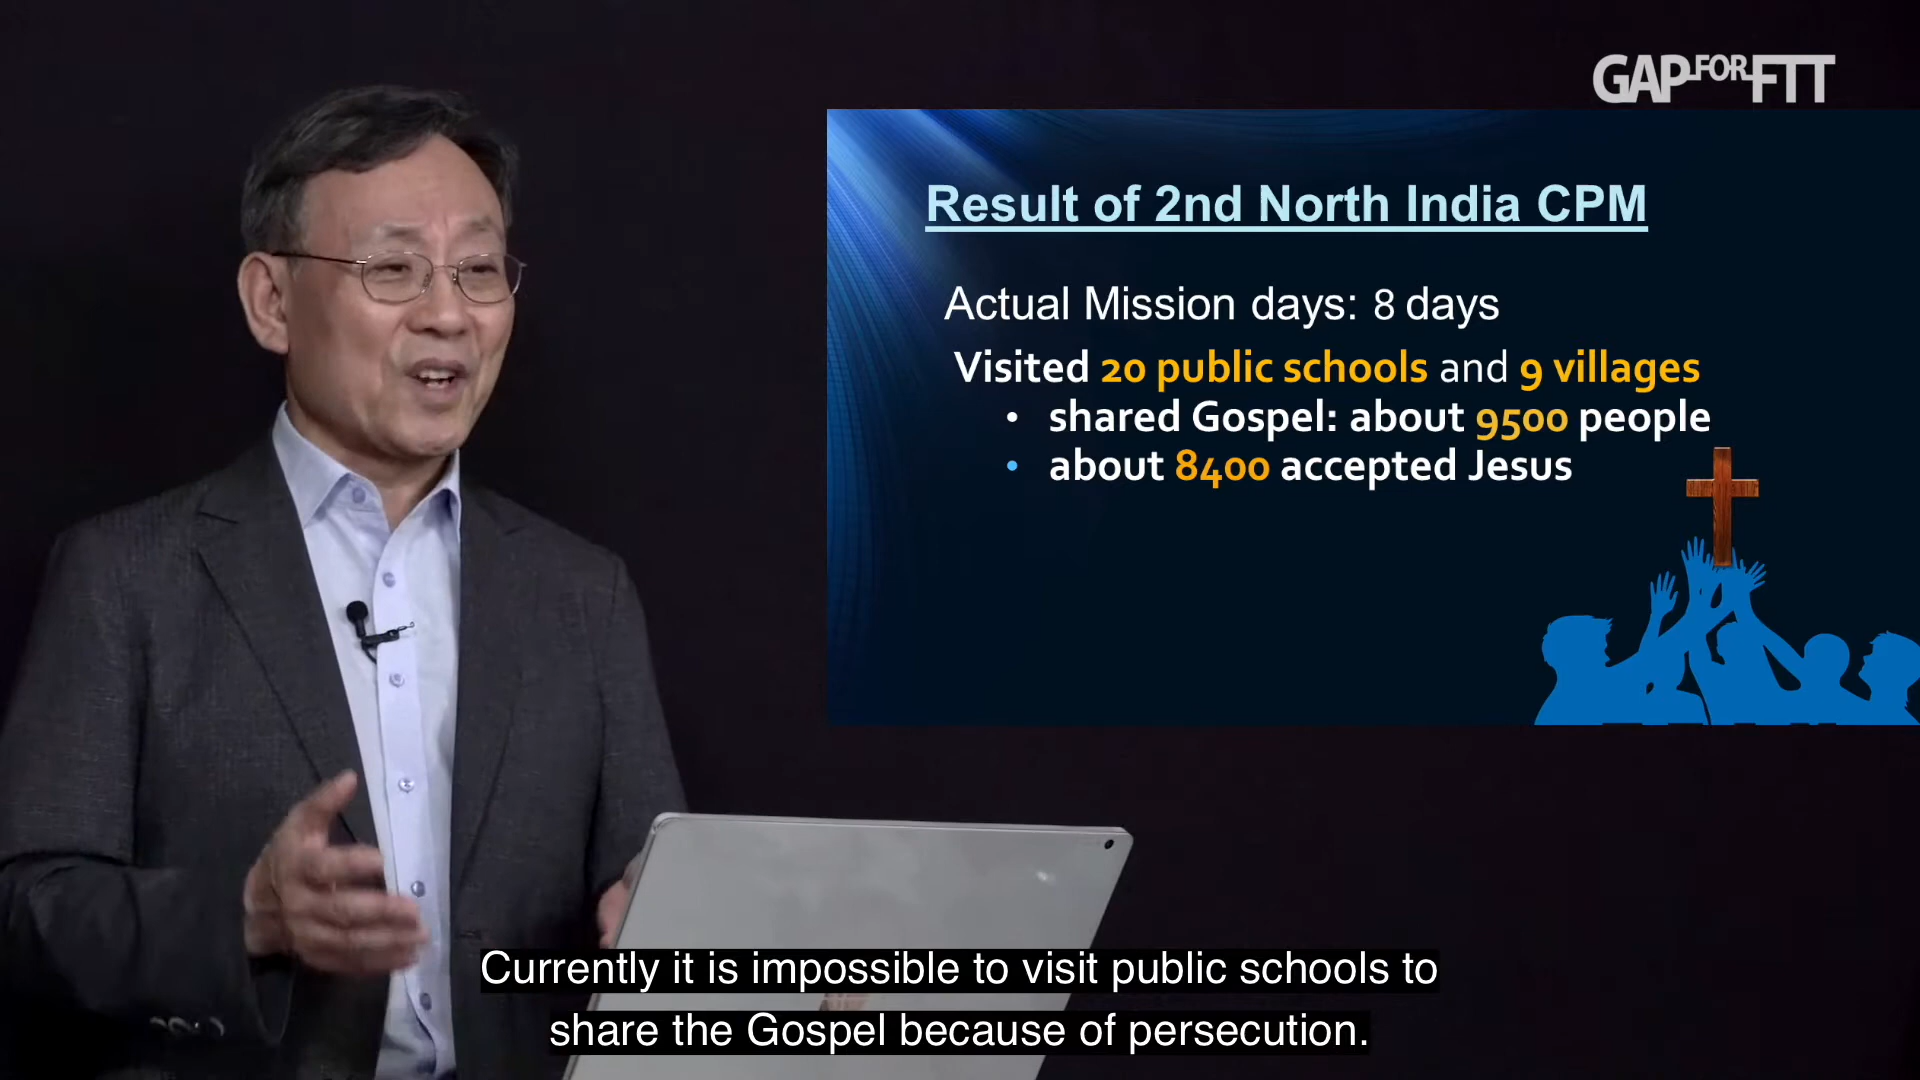 GAP FOR FTT
Result of 2nd North India CPM
Actual Mission days: 8 days
Visited 20 public schools and 9 villages
• shared Gospel: about 9500 people
• about 8400 accepted Jesus
Currently it is impossible to visit public schools to
share the Gospel because of persecution.